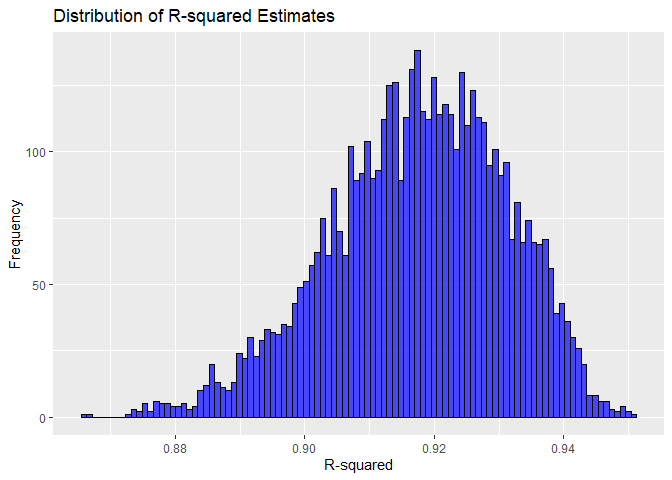 Distribution of R-squared Estimates
Frequency
100
50
0
0.88 0.90 0.92 0.94
R-squared